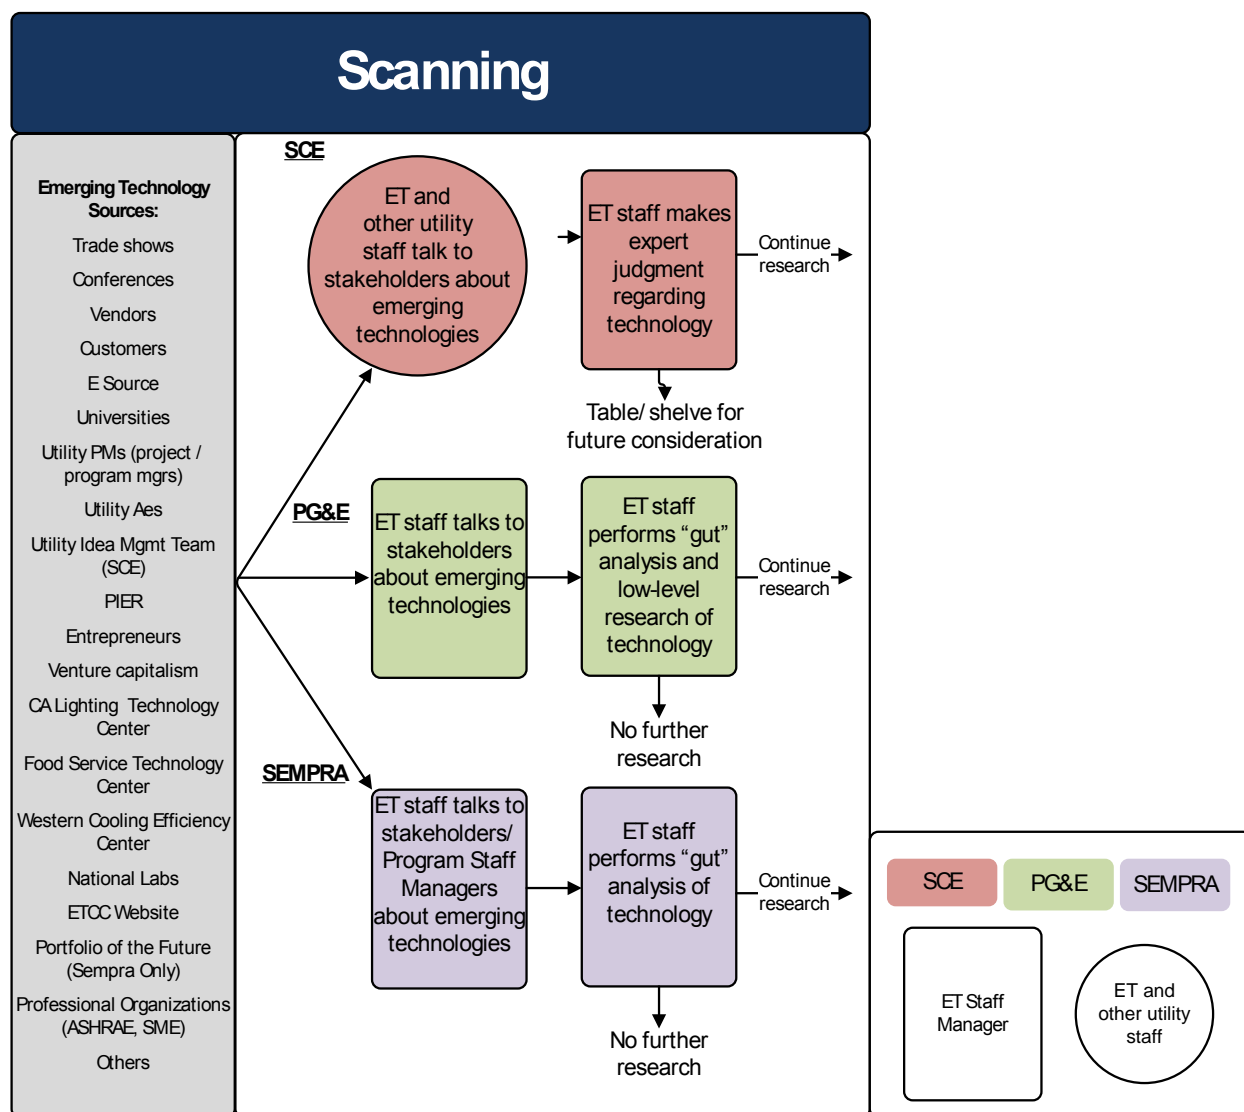 Scanning
Emerging Technology
Sources:
Trade shows
Conferences
Vendors
Customers
E Source
Universities
Utility PMs (project /
program mgrs)
Utility Aes
Utility Idea Mgmt Team
(SCE)
PIER
Entrepreneurs
Venture capitalism
CA Lighting Technology
Center
Food Service Technology
Center
Western Cooling Efficiency
Center
National Labs
ETCC Website
Portfolio of the Future
(Sempra Only)
Professional Organizations
(ASHRAE, SME)
Others
SCE
ET and
other utility
staff talk to
stakeholders about
emerging
technologies
ET staff makes
expert
judgment
regarding
technology
Continue
research
Table/ shelve for
future consideration
PG&E
ET staff talks to
stakeholders
about emerging
technologies
ET staff
performs “gut”
analysis and
low-level
research of
technology
Continue
research
No further
research
SEMPRA
ET staff talks to
stakeholders/
Program Staff
Managers
about emerging
technologies
ET staff
performs “gut”
analysis of
technology
Continue
research
No further
research
SCE
PG&E
SEMPRA
ET Staff
Manager
ET and
other utility
staff